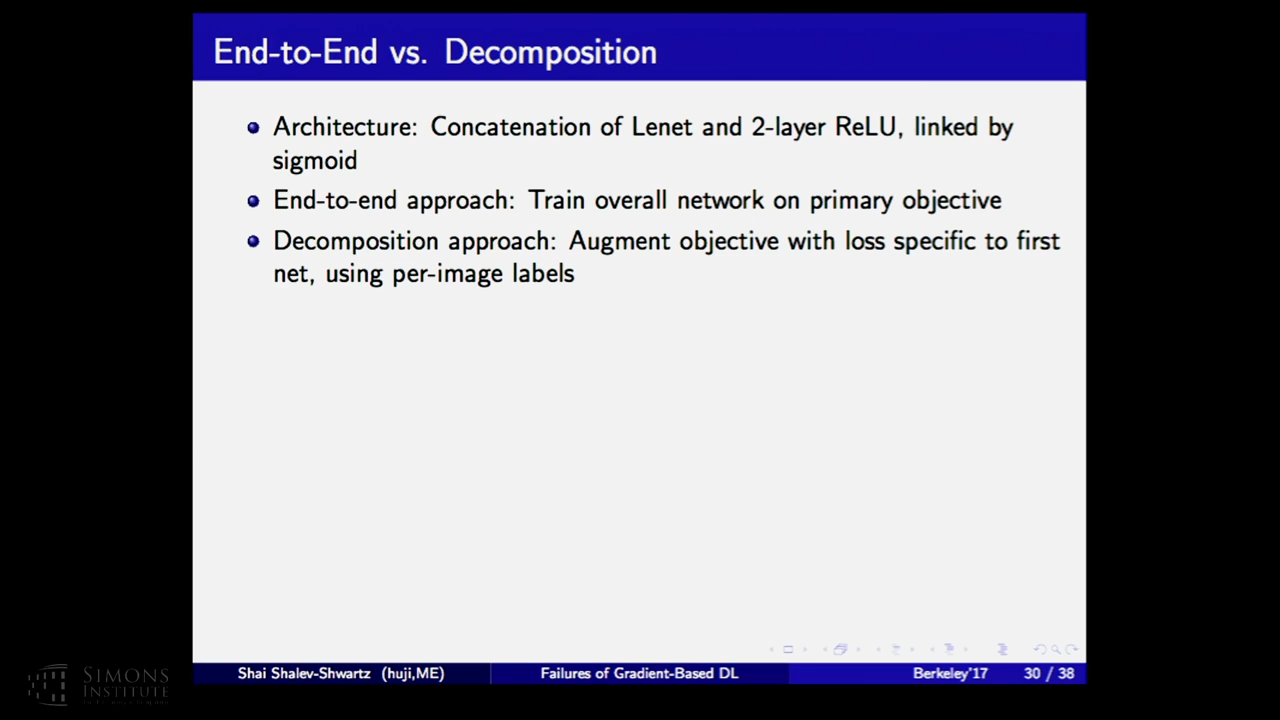 End-to-End vs. Decomposition
Architecture: Concatenation of Lenet and 2-layer ReLU, linked by
sigmoid
End-to-end approach: Train overall network on primary objective
Decomposition approach: Augment objective with loss specific to first
net, using per-image labels
Shai Shalev-Shwartz (huji,ME)
Failures of Gradient-Based DL
Berkeley'17
30 / 38
SIMONS
INSTITUTE